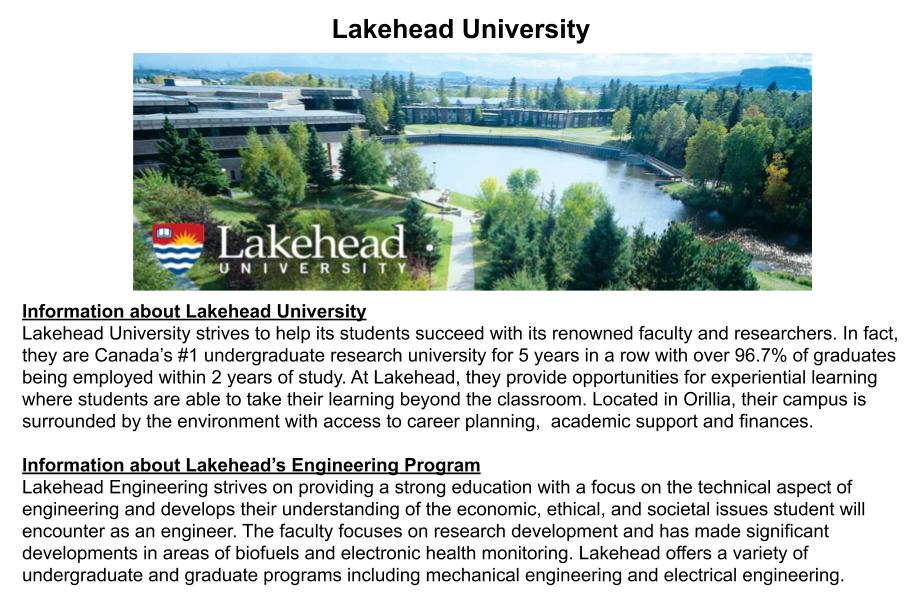 Lakehead University
Lakehead
UNIVERSITY
Information about Lakehead University
Lakehead University strives to help its students succeed with its renowned faculty and researchers. In fact,
they are Canada’s #1 undergraduate research university for 5 years in a row with over 96.7% of graduates
being employed within 2 years of study. At Lakehead, they provide opportunities for experiential learning
where students are able to take their learning beyond the classroom. Located in Orillia, their campus is
surrounded by the environment with access to career planning,  academic support and finances.
Information about Lakehead’s Engineering Program
Lakehead Engineering strives on providing a strong education with a focus on the technical aspect of
engineering and develops their understanding of the economic, ethical, and societal issues student will
encounter as an engineer. The faculty focuses on research development and has made significant
developments in areas of biofuels and electronic health monitoring. Lakehead offers a variety of
undergraduate and graduate programs including mechanical engineering and electrical engineering.